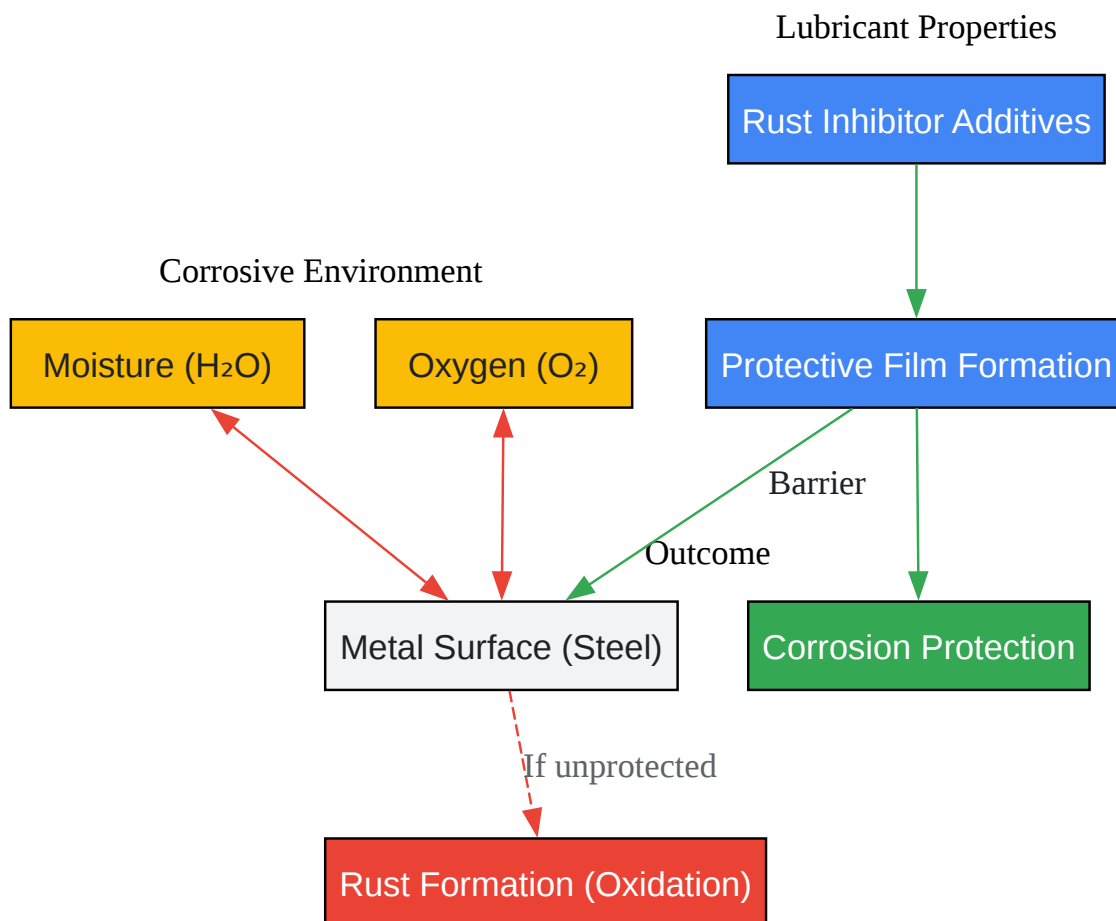 Lubricant Properties
Rust Inhibitor Additives
Corrosive Environment
Moisture (H₂O)
Oxygen (O₂)
Protective Film Formation
Barrier
Outcome
Metal Surface (Steel)
Corrosion Protection
If unprotected
Rust Formation (Oxidation)